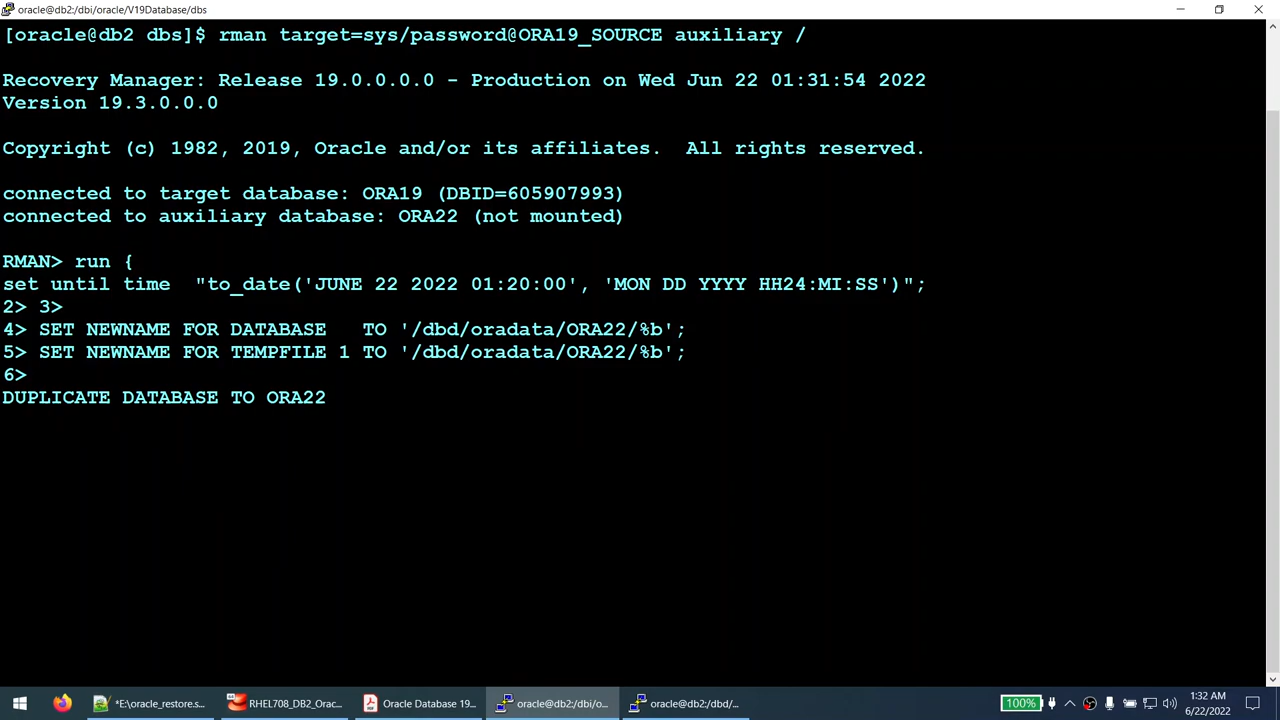 oracle@db2:/dbi/oracle/V19Database/dbs
[oracle@db2 dbs]$ rman target=sys/password@ORA19_SOURCE auxiliary /
Recovery Manager: Release 19.0.0.0.0 - Production on Wed Jun 22 01:31:54 2022
Version 19.3.0.0.0
Copyright (c) 1982, 2019, Oracle and/or its affiliates.  All rights reserved.
connected to target database: ORA19 (DBID=605907993)
connected to auxiliary database: ORA22 (not mounted)
RMAN> run {
set until time  "to_date('JUNE 22 2022 01:20:00', 'MON DD YYYY HH24:MI:SS')";
2> 3>
4> SET NEWNAME FOR DATABASE   TO '/dbd/oradata/ORA22/%b';
5> SET NEWNAME FOR TEMPFILE 1 TO '/dbd/oradata/ORA22/%b';
6>
DUPLICATE DATABASE TO ORA22
*E:\oracle_restore.s...
RHEL708_DB2_Orac...
Oracle Database 19...
oracle@db2:/dbi/o...
oracle@db2:/dbd/...
100%
1:32 AM
6/22/2022